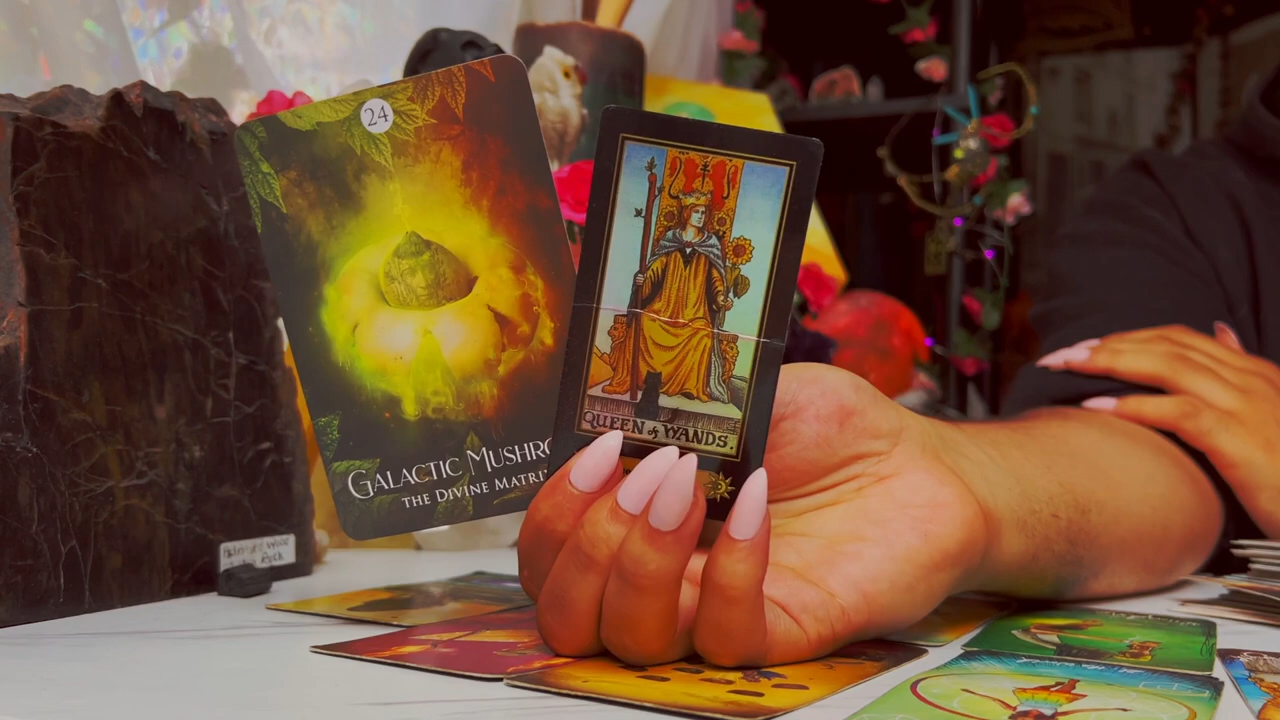 24
GALACTIC MUSHRO
THE DIVINE MATRI
QUEEN of WANDS.